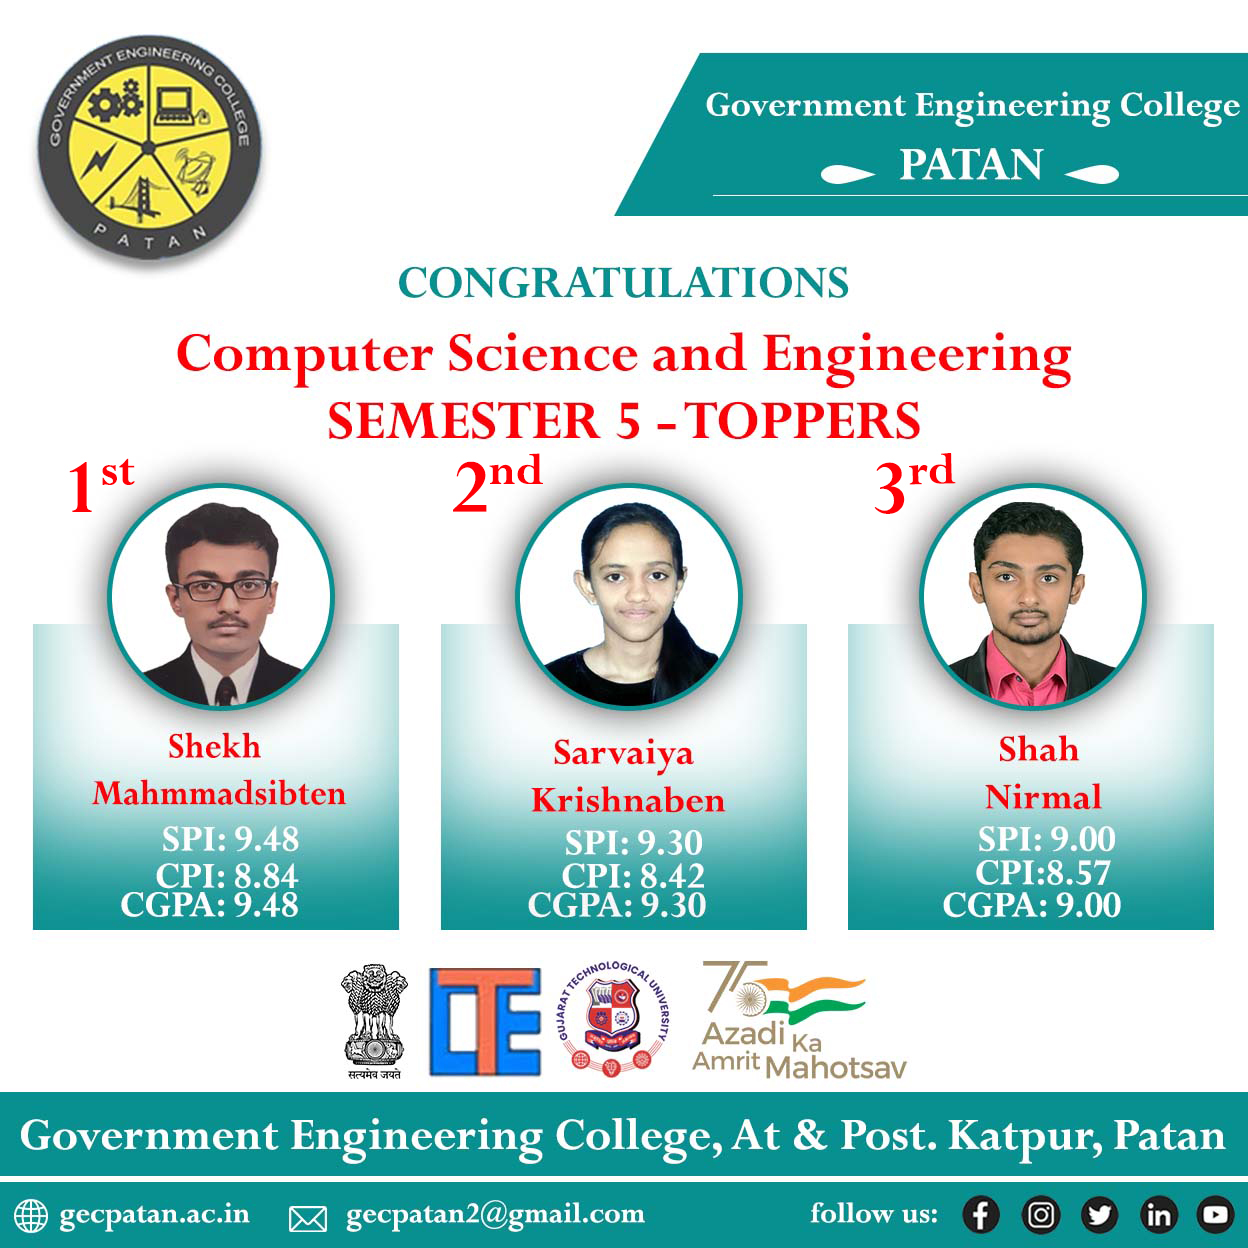 GOVERNMENT ENGINEERING COLLEGE
PATAN
Government Engineering College
PATAN
CONGRATULATIONS
Computer Science and Engineering
SEMESTER 5 - TOPPERS
1st
2nd
3rd
Shekh
Mahmmadsibten
SPI: 9.48
CPI: 8.84
CGPA: 9.48
Sarvaiya
Krishnaben
SPI: 9.30
CPI: 8.42
CGPA: 9.30
Shah
Nirmal
SPI: 9.00
CPI:8.57
CGPA: 9.00
सत्यमेव जयते
CTE
GUJARAT TECHNOLOGICAL UNIVERSITY
75
Azadi Ka
Amrit Mahotsav
Government Engineering College, At & Post. Katpur, Patan
gecpatan.ac.in
gecpatan2@gmail.com
follow us: